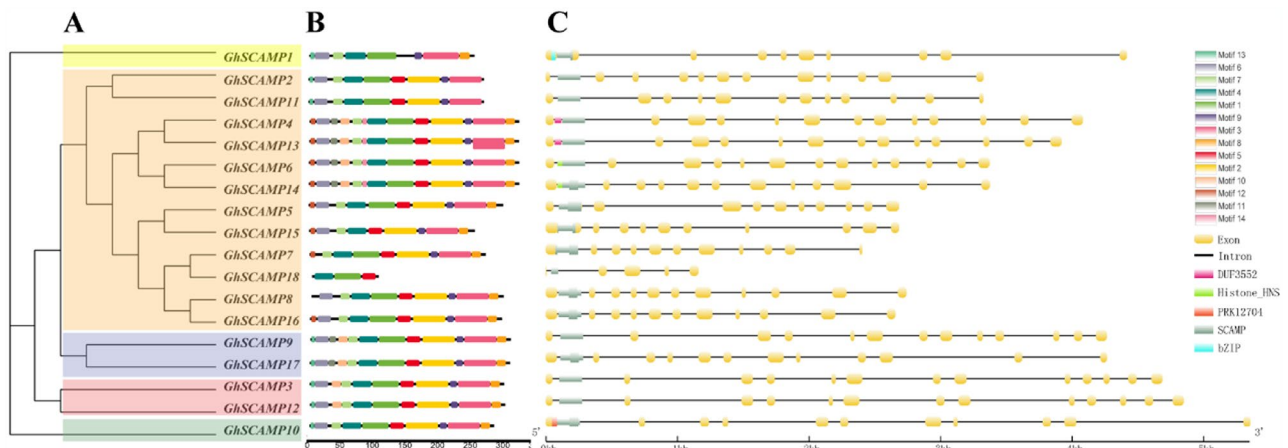 A
B
C
GhSCAMP1
GhSCAMP2
GhSCAMP11
GhSCAMP4
GhSCAMP13
GhSCAMP6
GhSCAMP14
GhSCAMP5
GhSCAMP15
GhSCAMP7
GhSCAMP18
GhSCAMP8
GhSCAMP16
GhSCAMP9
GhSCAMP17
GhSCAMP3
GhSCAMP12
GhSCAMP10
Motif 13
Motif 6
Motif 7
Motif 4
Motif 1
Motif 9
Motif 3
Motif 8
Motif 5
Motif 2
Motif 10
Motif 12
Motif 11
Motif 14
Exon
Intron
DUF3552
Histone_HNS
PRK12704
SCAMP
bZIP
5' 3'
0 50 100 150 200 250 300